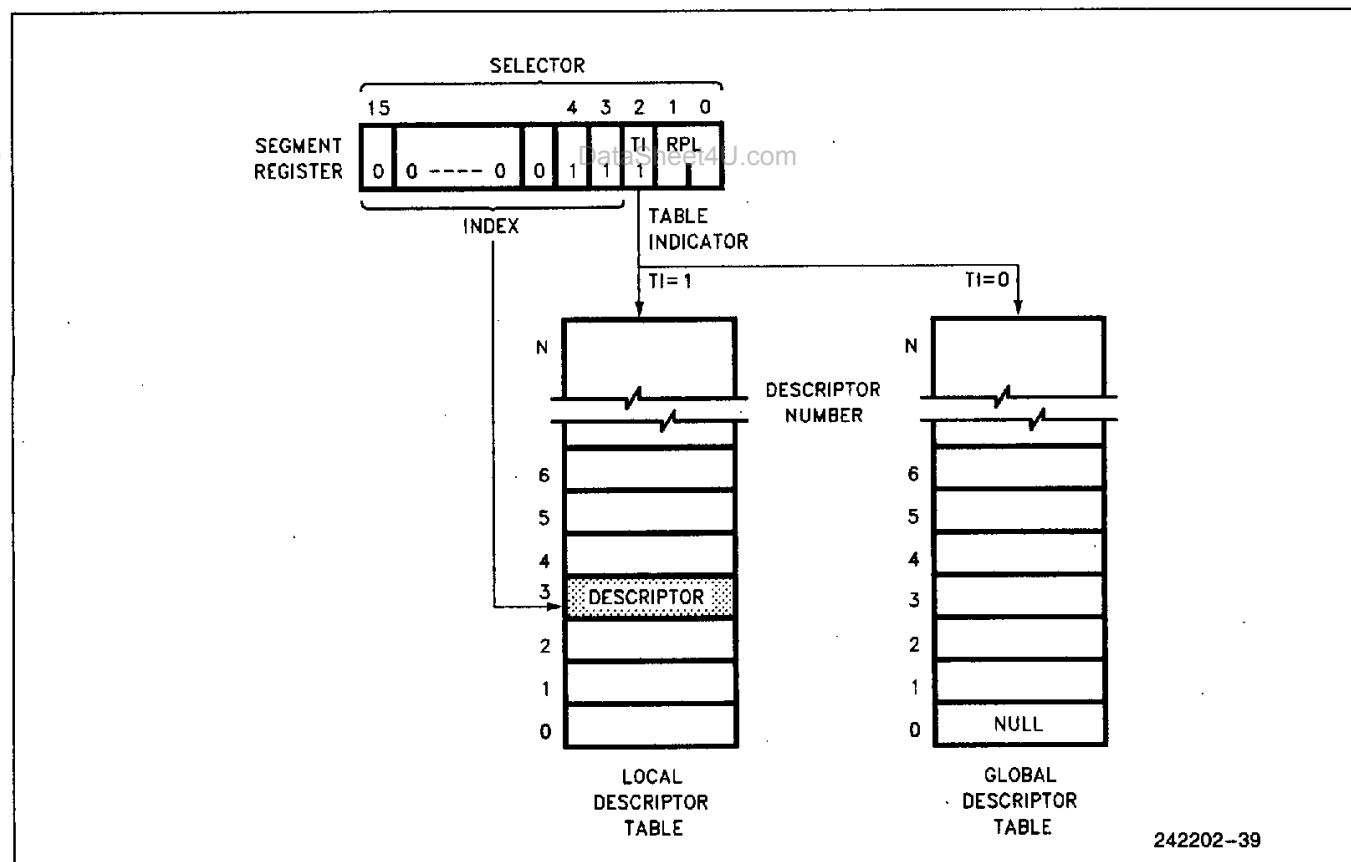 SELECTOR
15 4 3 2 1 0
SEGMENT REGISTER
TI RPL
DataSheet4U.com
0 0 ---- 0 0 1 1 1
INDEX
TABLE
INDICATOR
TI=1 TI=0
N N
DESCRIPTOR
NUMBER
6 6
5 5
4 4
3 DESCRIPTOR 3
2 2
1 1
0 0 NULL
LOCAL
DESCRIPTOR
TABLE
GLOBAL
DESCRIPTOR
TABLE
242202-39